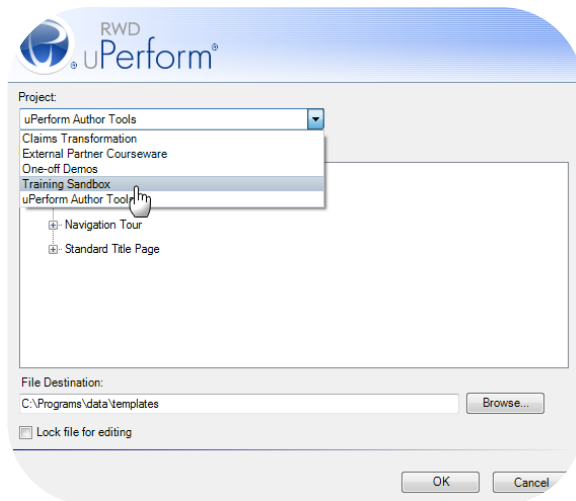 RWD
uPerform®
Project:
uPerform Author Tools
Claims Transformation
External Partner Courseware
One-off Demos
Training Sandbox
uPerform Author Tools
Navigation Tour
Standard Title Page
File Destination:
C:\Programs\data\templates
Browse...
Lock file for editing
OK
Cancel